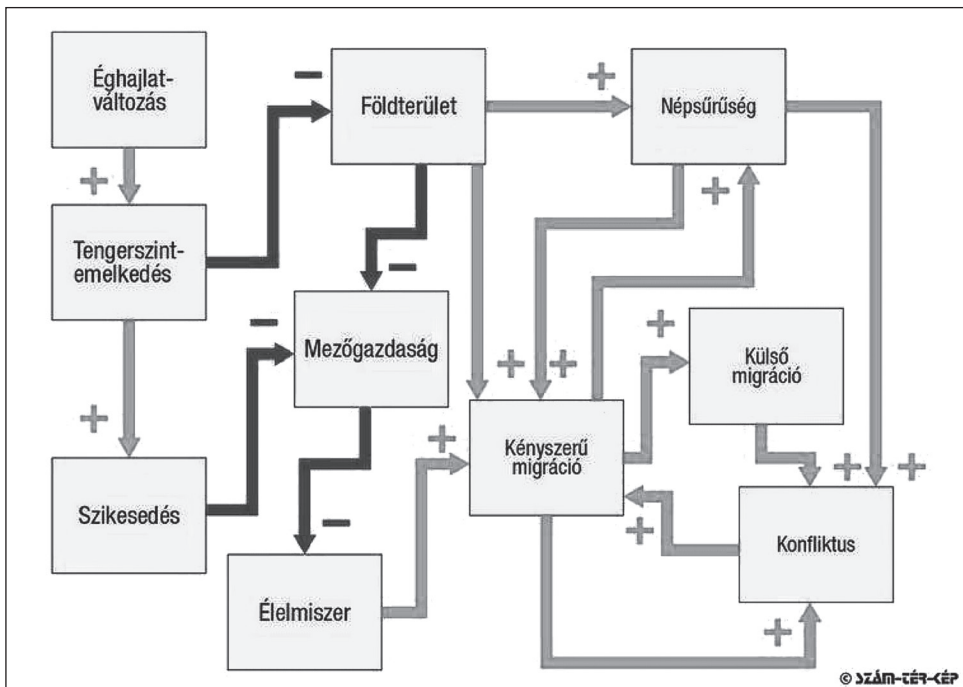 Éghajlat-
változás
Földterület
Népsűrűség
Tengerszint-
emelkedés
Mezőgazdaság
Külső
migráció
Kényszerű
migráció
Szikesedés
Konfliktus
Élelmiszer
© SZÁM-TÉR-KÉP